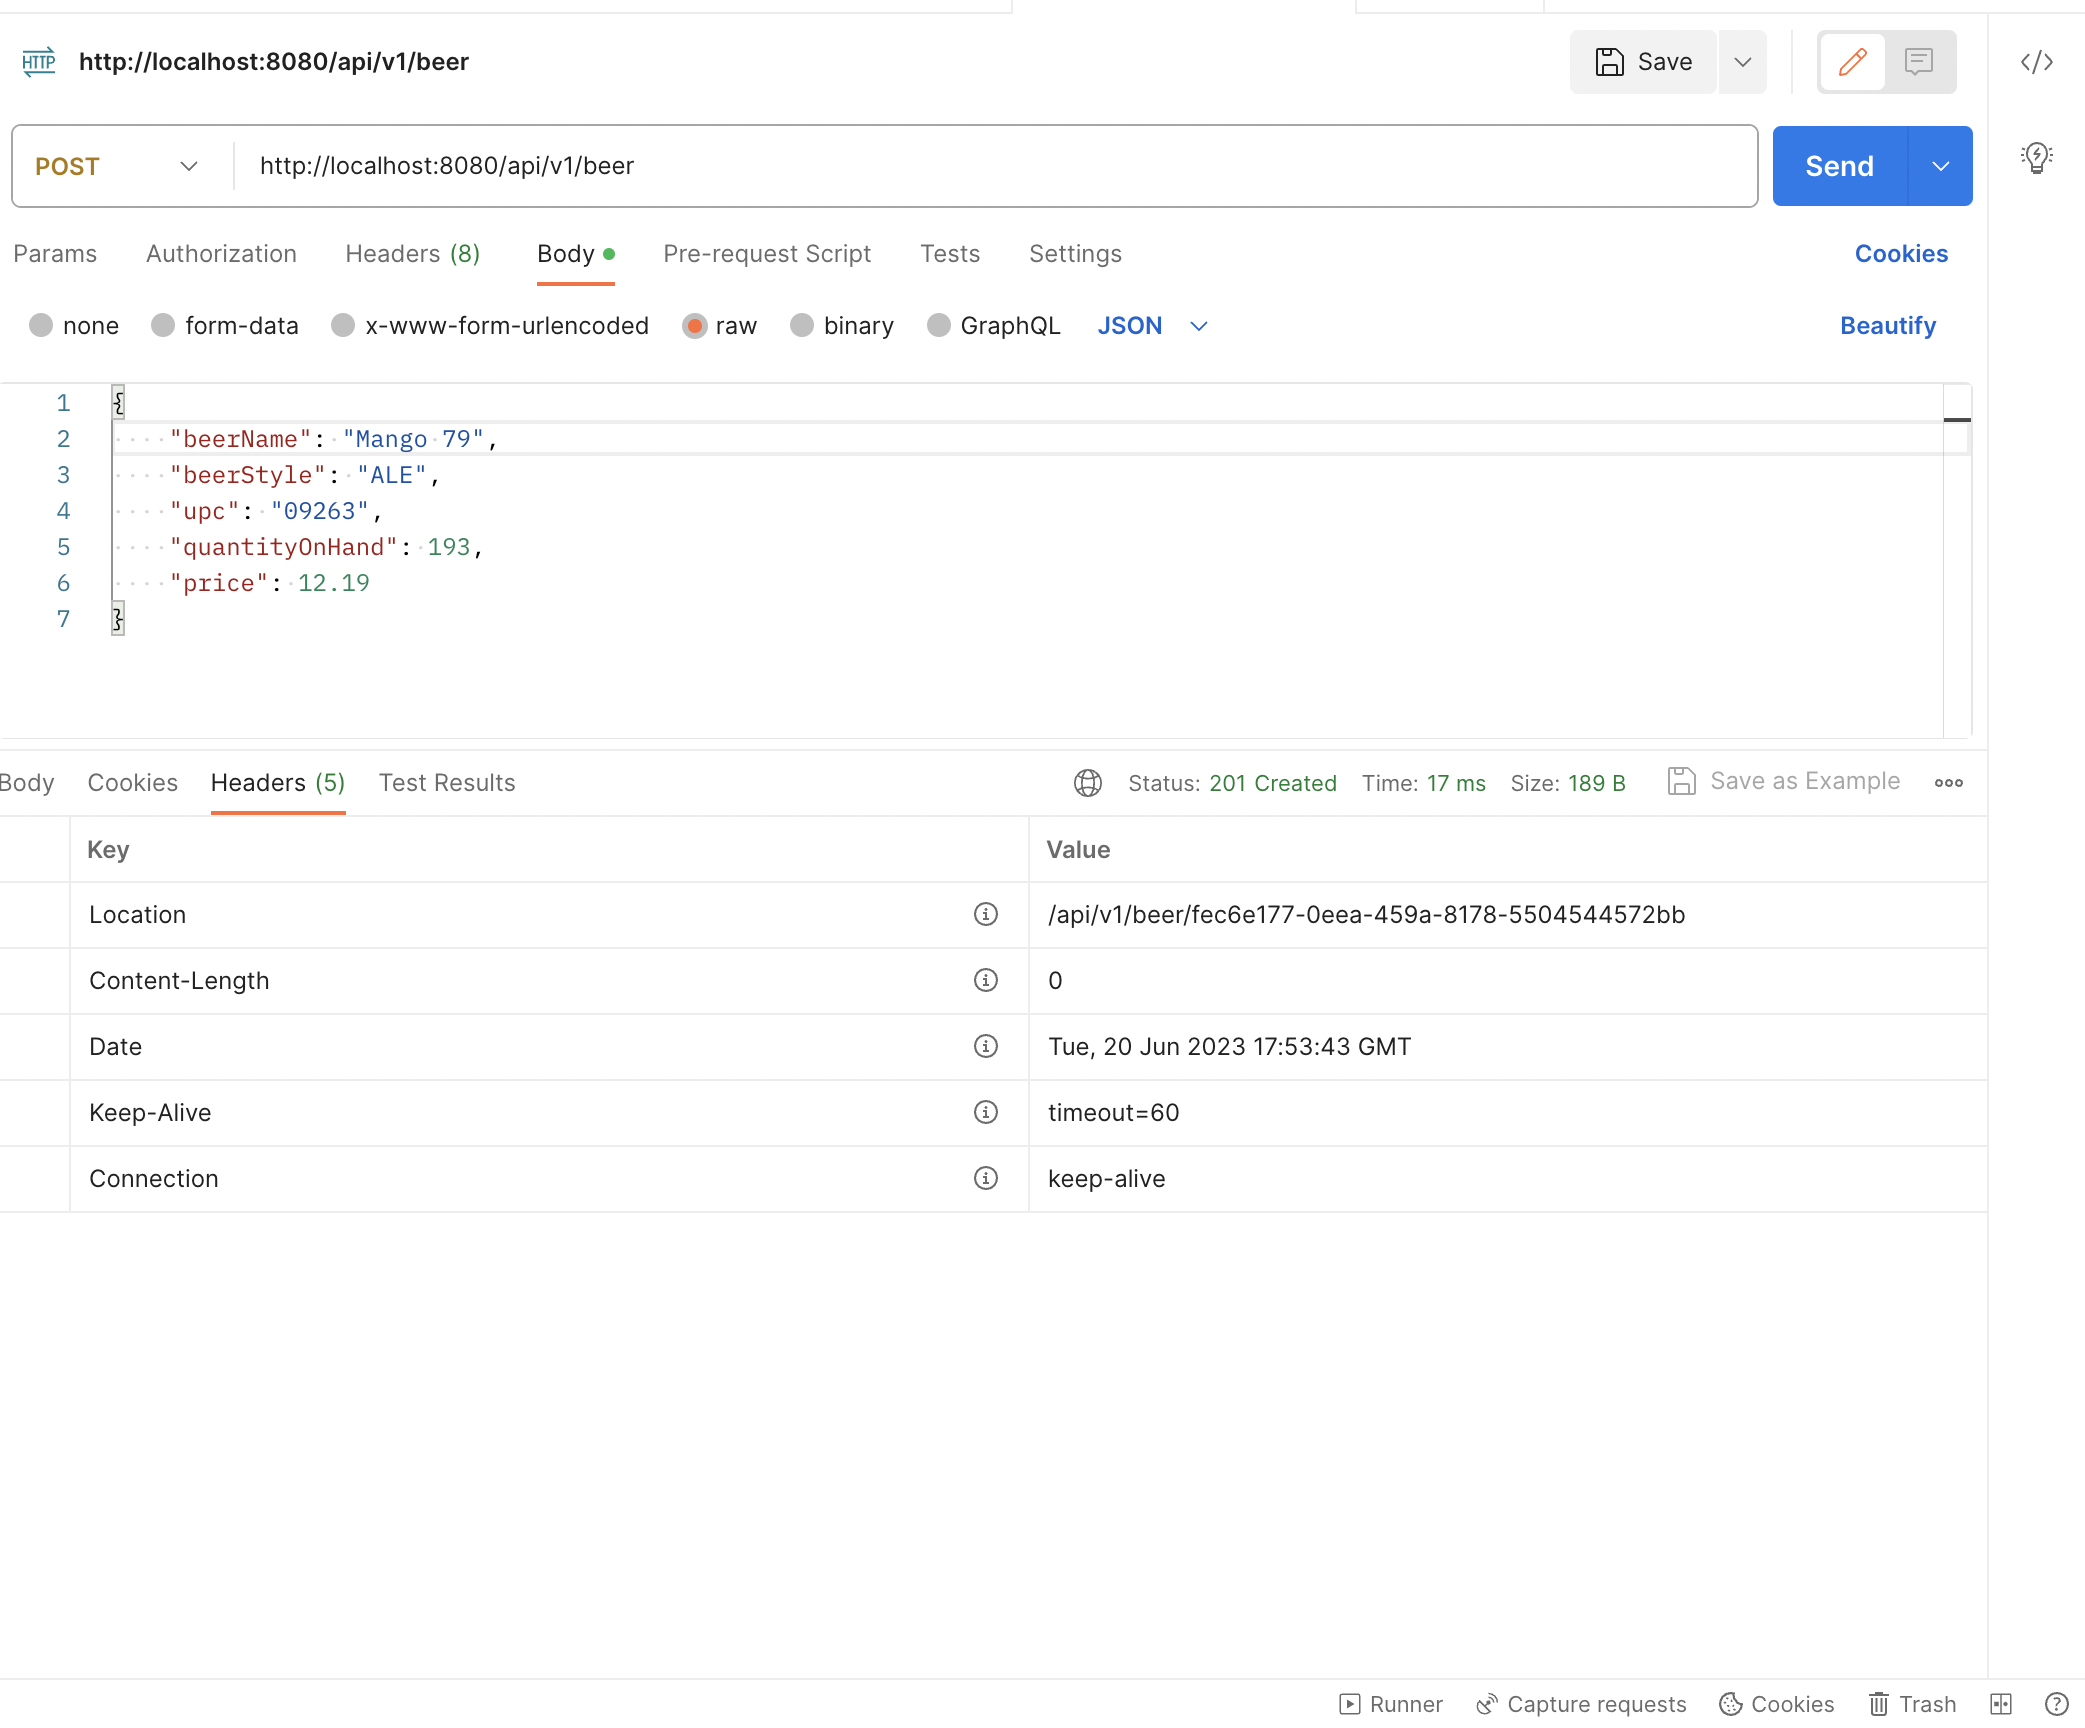 HTTP http://localhost:8080/api/v1/beer Save
POST http://localhost:8080/api/v1/beer Send
Params Authorization Headers (8) Body Pre-request Script Tests Settings Cookies
none form-data x-www-form-urlencoded raw binary GraphQL JSON Beautify
1 {
2 "beerName": "Mango 79",
3 "beerStyle": "ALE",
4 "upc": "09263",
5 "quantityOnHand": 193,
6 "price": 12.19
7 }
Body Cookies Headers (5) Test Results Status: 201 Created Time: 17 ms Size: 189 B Save as Example
Key Value
Location /api/v1/beer/fec6e177-0eea-459a-8178-5504544572bb
Content-Length 0
Date Tue, 20 Jun 2023 17:53:43 GMT
Keep-Alive timeout=60
Connection keep-alive
Runner Capture requests Cookies Trash